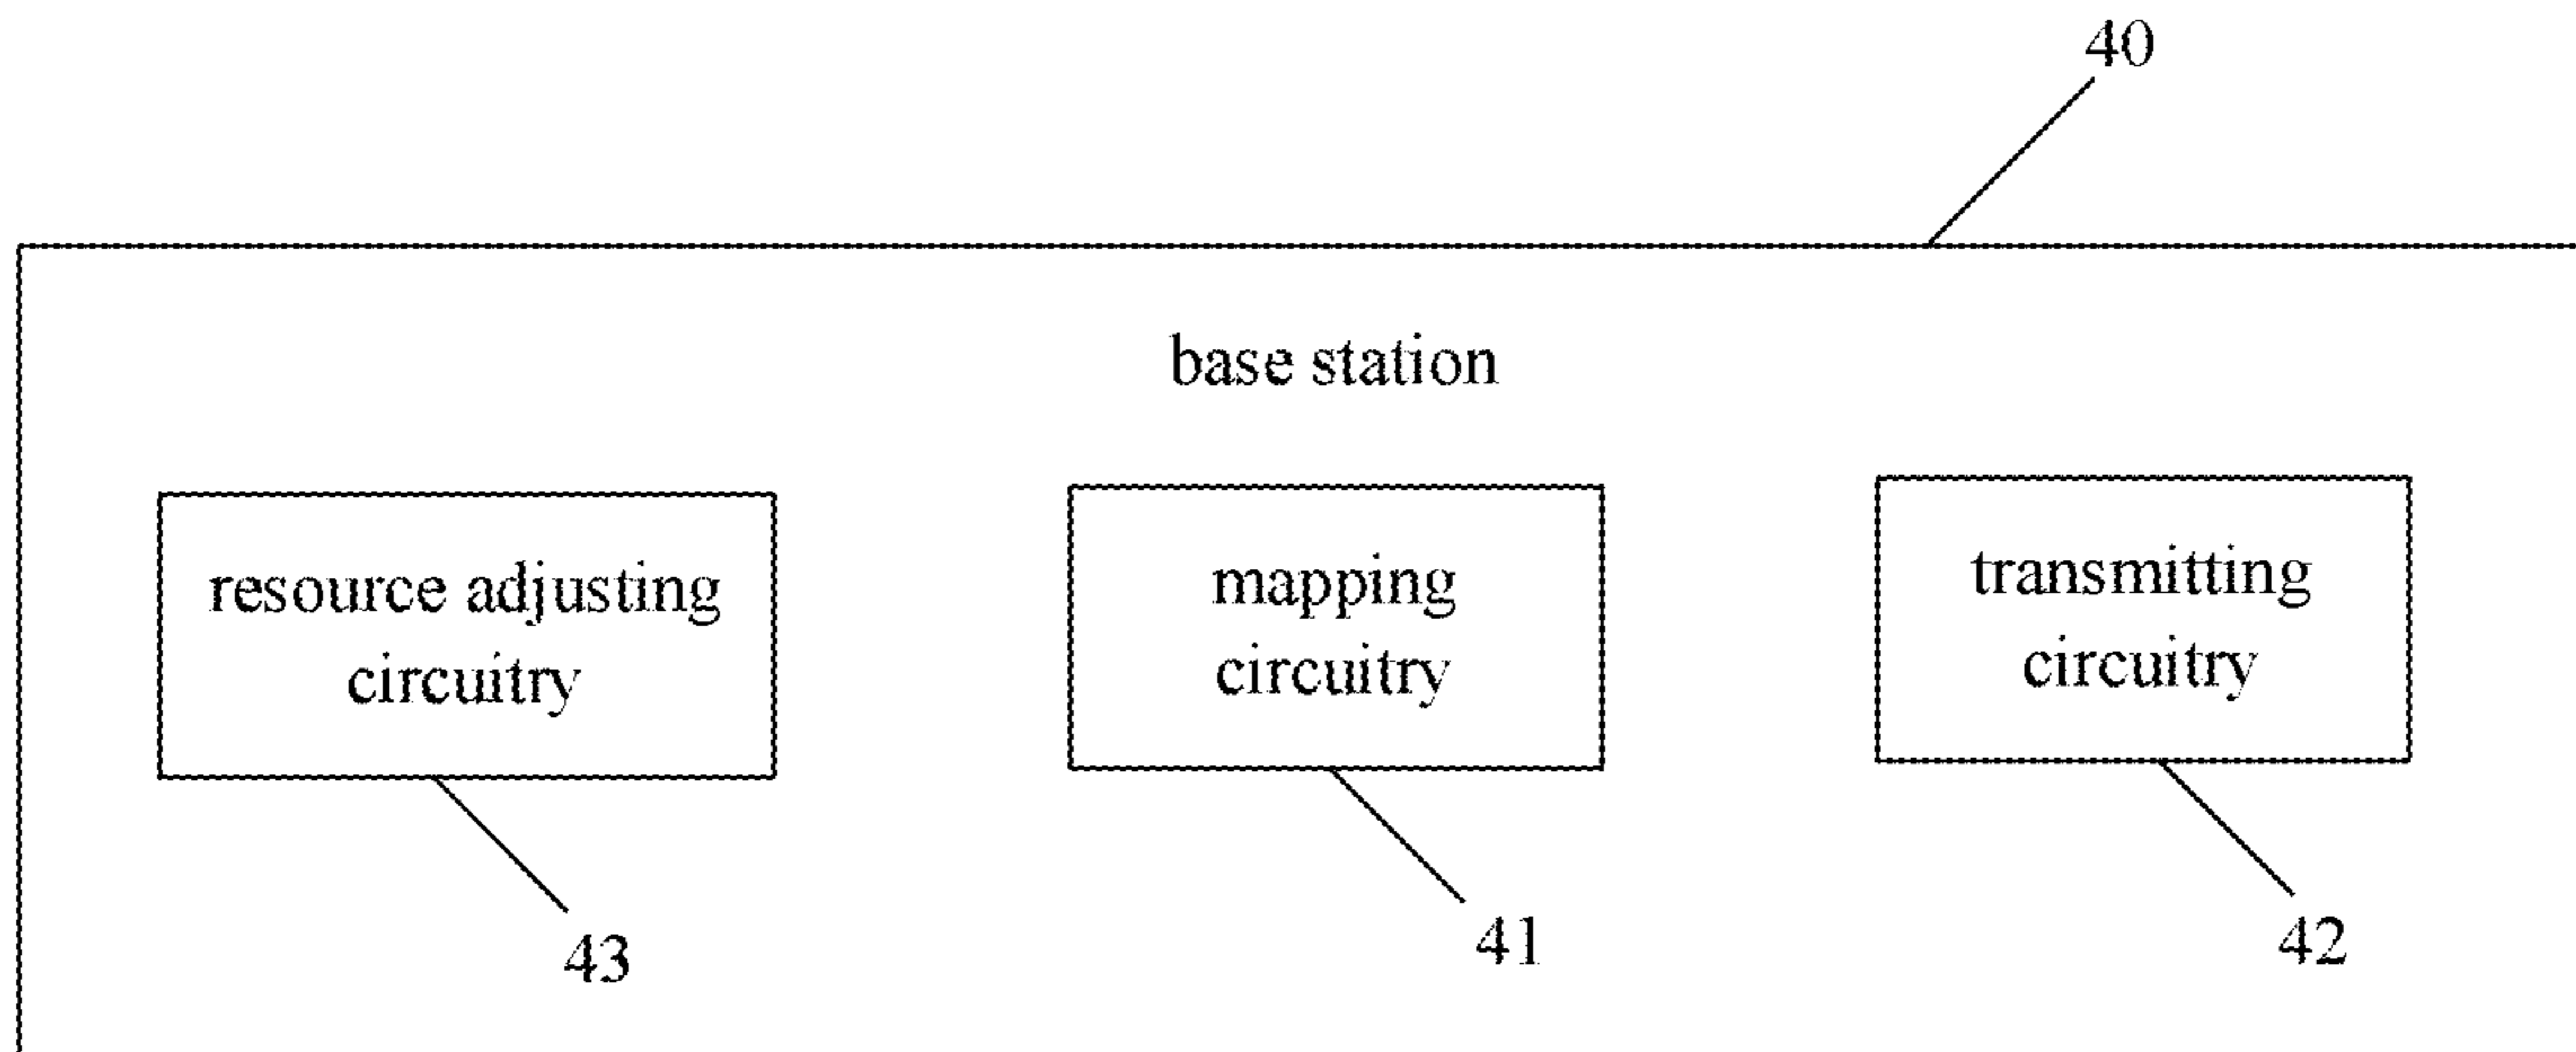 40
base station
resource adjusting
circuitry
mapping
circuitry
transmitting
circuitry
43
41
42